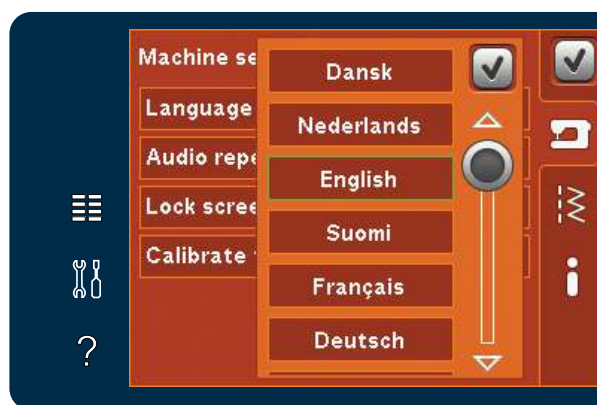 Machine se
Language
Audio repe
Lock scree
Calibrate
Dansk
Nederlands
English
Suomi
Français
Deutsch
?